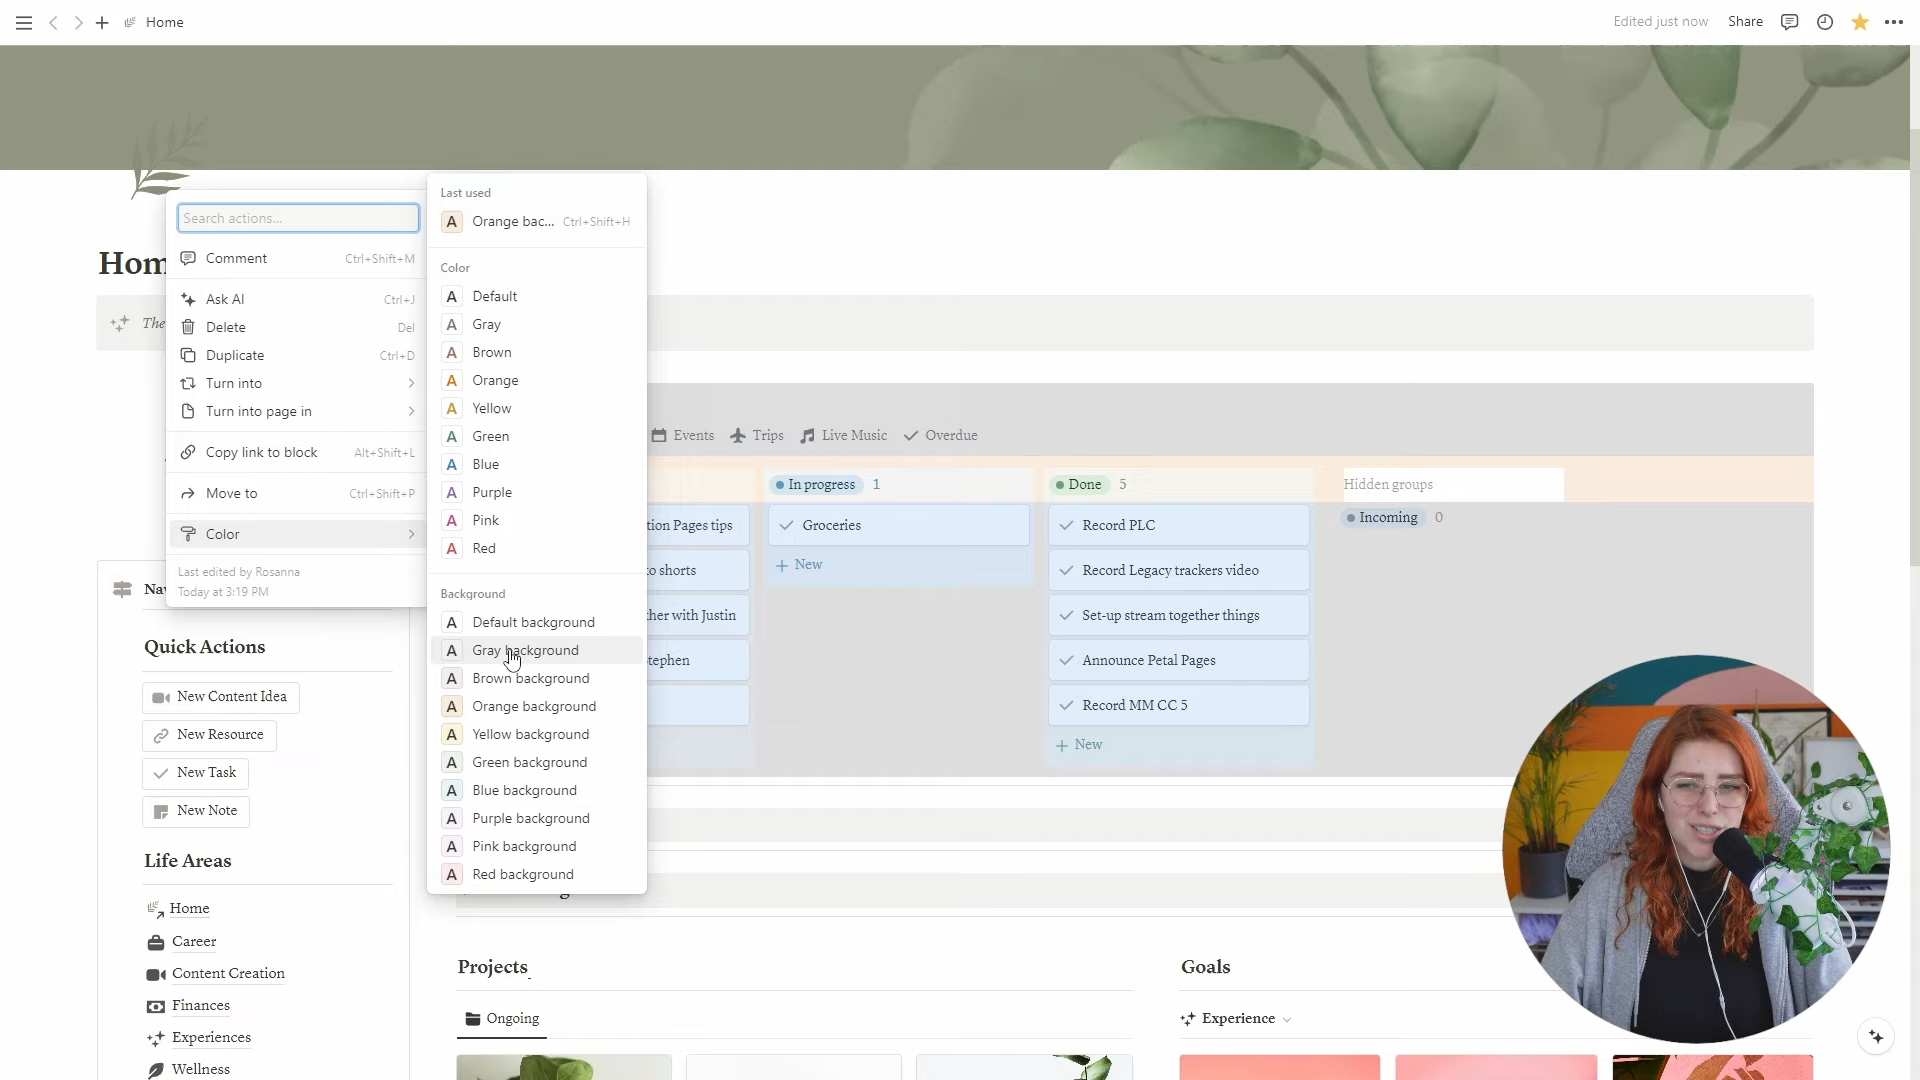 Home
Edited just now
Share
Search actions...
Comment Ctrl+Shift+M
Ask AI Ctrl+J
Delete Del
Duplicate Ctrl+D
Turn into
Turn into page in
Copy link to block Alt+Shift+L
Move to Ctrl+Shift+P
Color
Last edited by Rosanna
Today at 3:19 PM
Last used
Orange bac... Ctrl+Shift+H
Color
Default
Gray
Brown
Orange
Yellow
Green
Blue
Purple
Pink
Red
Background
Default background
Gray background
Brown background
Orange background
Yellow background
Green background
Blue background
Purple background
Pink background
Red background
Hom
The
Events
Trips
Live Music
Overdue
In progress 1
Groceries
New
Done 5
Record PLC
Record Legacy trackers video
Set-up stream together things
Announce Petal Pages
Record MM CC 5
New
Hidden groups
Incoming 0
tion Pages tips
to shorts
her with Justin
tephen
Nav
Quick Actions
New Content Idea
New Resource
New Task
New Note
Life Areas
Home
Career
Content Creation
Finances
Experiences
Wellness
Projects
Ongoing
Goals
Experience